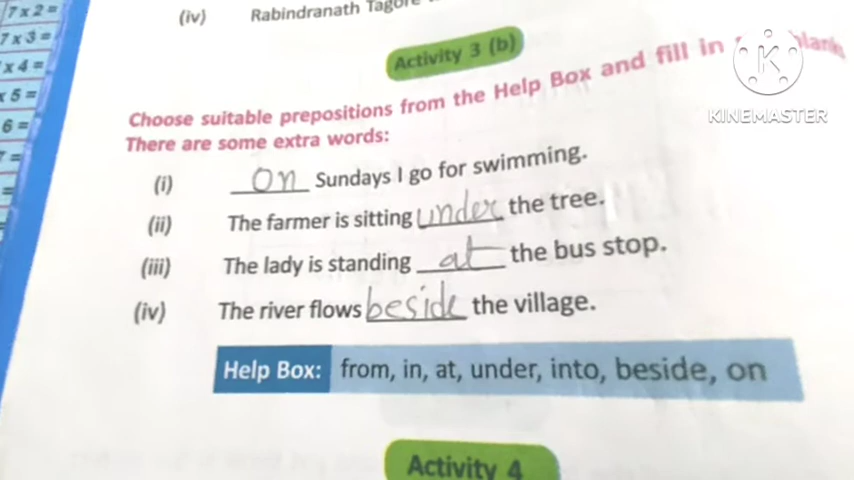 7 x 2 =
7 x 3 =
x 4 =
x 5 =
6 =
=
=
(iv) Rabindranath Tagore
Activity 3 (b)
Choose suitable prepositions from the Help Box and fill in blank
There are some extra words:
(i) on Sundays I go for swimming.
(ii) The farmer is sitting under the tree.
(iii) The lady is standing at the bus stop.
(iv) The river flows beside the village.
Help Box: from, in, at, under, into, beside, on
Activity 4
K
KINEMASTER